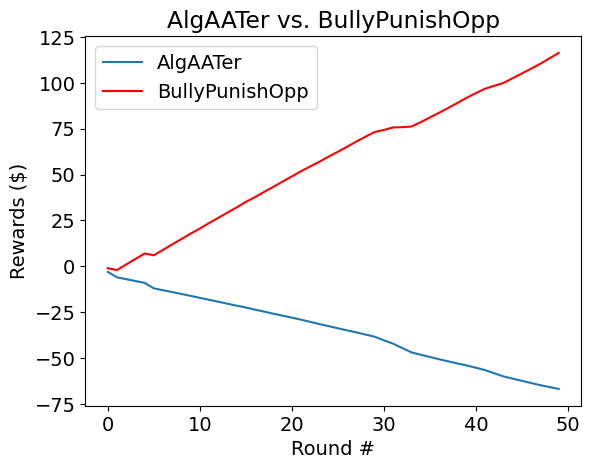 AlgAATer vs. BullyPunishOpp
AlgAATer
BullyPunishOpp
Rewards ($)
125
100
75
50
25
0
−25
−50
−75
0 10 20 30 40 50
Round #